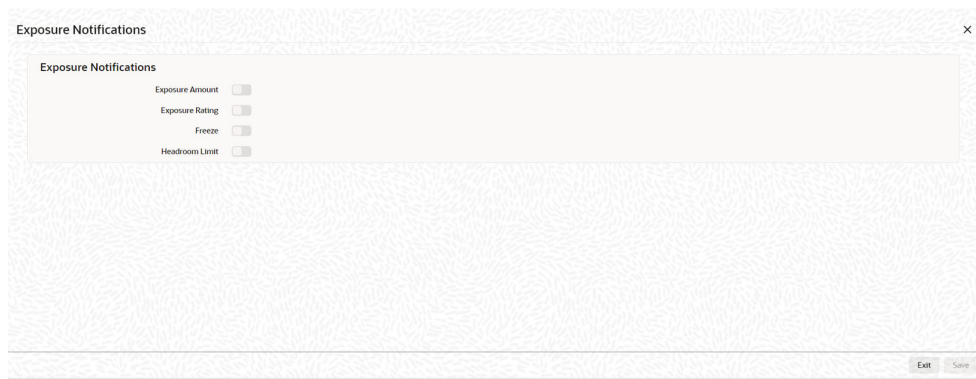 Exposure Notifications
Exposure Notifications
Exposure Amount
Exposure Rating
Freeze
Headroom Limit
Exit Save